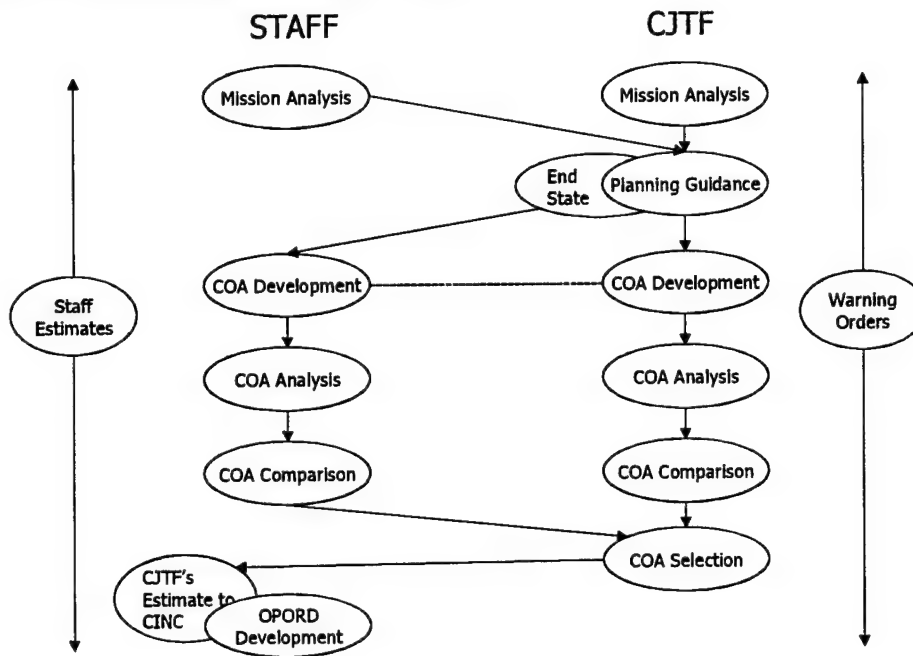 STAFF
CJTF
Mission Analysis
Mission Analysis
End
State
Planning Guidance
COA Development
COA Development
Staff
Estimates
Warning
Orders
COA Analysis
COA Analysis
COA Comparison
COA Comparison
COA Selection
CJTF's
Estimate to
CINC
OPORD
Development